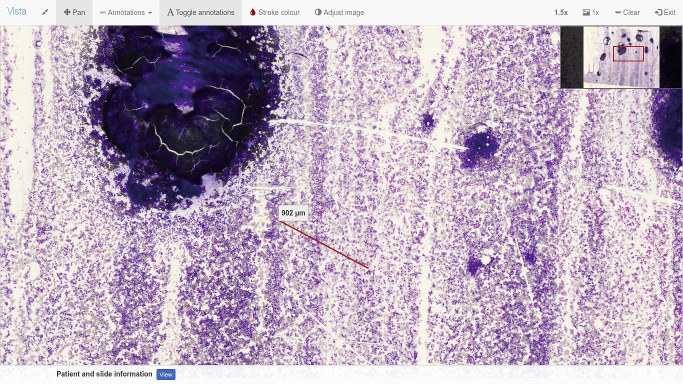 Vista Pan Annotations Toggle annotations Stroke colour Adjust image 1.5x 1x Clear Exit
902 µm
Patient and slide information View